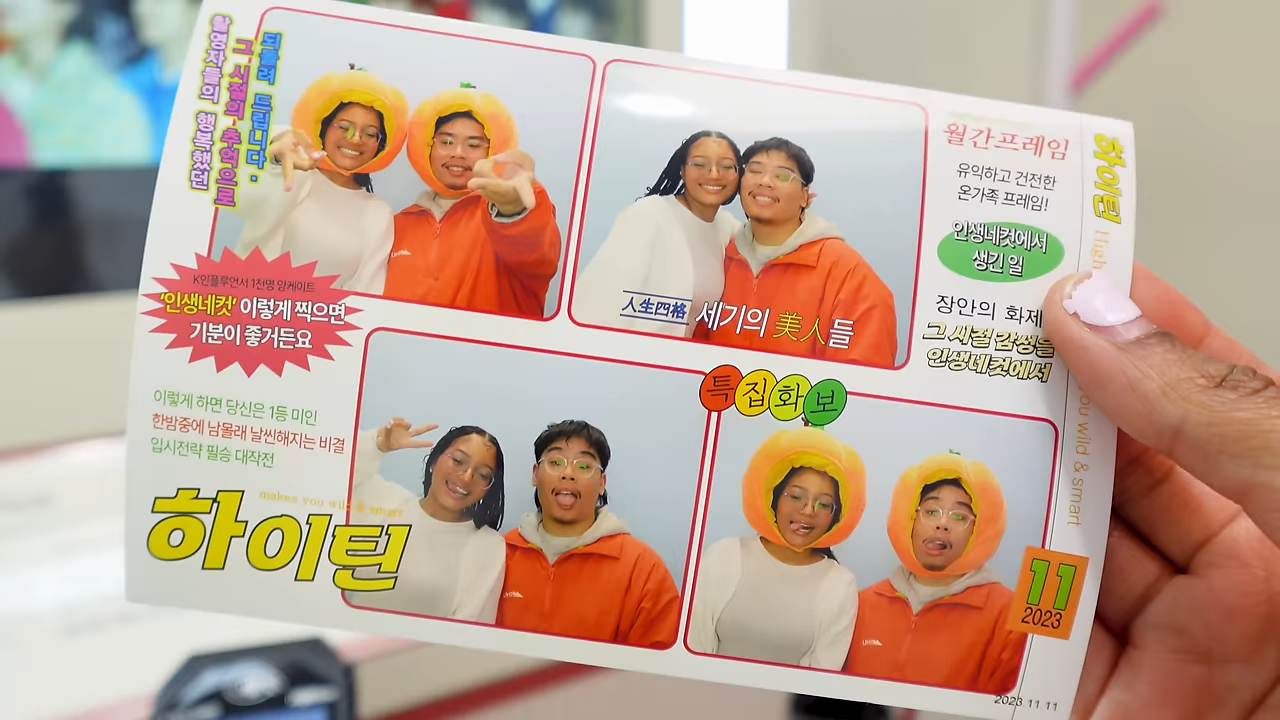 되돌려 드립니다.
그 시절의 추억으로
촬영자들의 행복했던
K인플루언서 1천명 앙케이트
'인생네컷' 이렇게 찍으면
기분이 좋거든요
이렇게 하면 당신은 1등 미인
한밤중에 남몰래 날씬해지는 비결
입시전략 필승 대작전
makes you wild & smart
하이틴
人生四格 세기의 美人들
특집화보
월간프레임
유익하고 건전한
온가족 프레임!
인생네컷에서
생긴 일
장안의 화제
그 시절 감성을
인생네컷에서
하이틴 High
you wild & smart
11
2023
2023.11.11